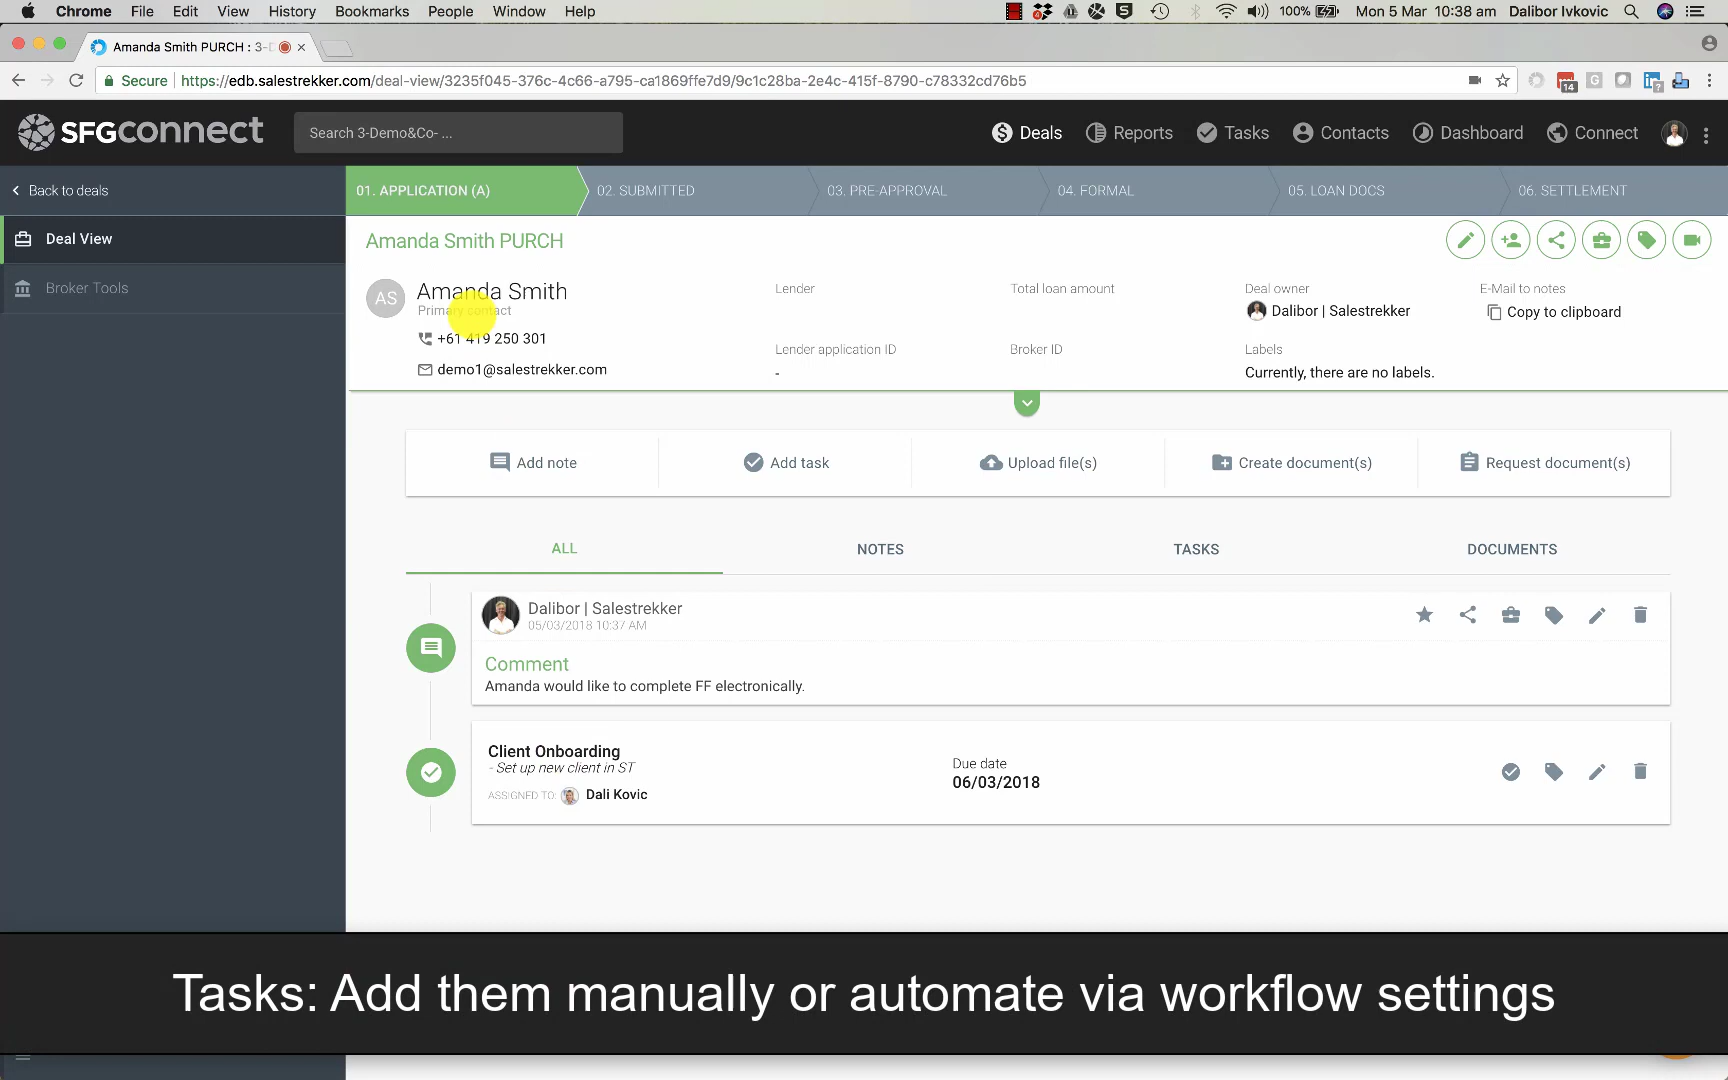 Chrome File Edit View History Bookmarks People Window Help 100% Mon 5 Mar 10:38 am Dalibor Ivkovic
Amanda Smith PURCH : 3-D
Secure https://edb.salestrekker.com/deal-view/3235f045-376c-4c66-a795-ca1869ffe7d9/9c1c28ba-2e4c-415f-8790-c78332cd76b5 14
SFGconnect Search 3-Demo&Co- ... Deals Reports Tasks Contacts Dashboard Connect
Back to deals 01. APPLICATION (A) 02. SUBMITTED 03. PRE-APPROVAL 04. FORMAL 05. LOAN DOCS 06. SETTLEMENT
Deal View
Broker Tools
Amanda Smith PURCH
AS Amanda Smith
Primary contact
+61 419 250 301
demo1@salestrekker.com
Lender
Lender application ID
-
Total loan amount
Broker ID
Deal owner
Dalibor | Salestrekker
Labels
Currently, there are no labels.
E-Mail to notes
Copy to clipboard
Add note Add task Upload file(s) Create document(s) Request document(s)
ALL NOTES TASKS DOCUMENTS
Dalibor | Salestrekker
05/03/2018 10:37 AM
Comment
Amanda would like to complete FF electronically.
Client Onboarding
- Set up new client in ST
ASSIGNED TO: Dali Kovic
Due date
06/03/2018
Tasks: Add them manually or automate via workflow settings